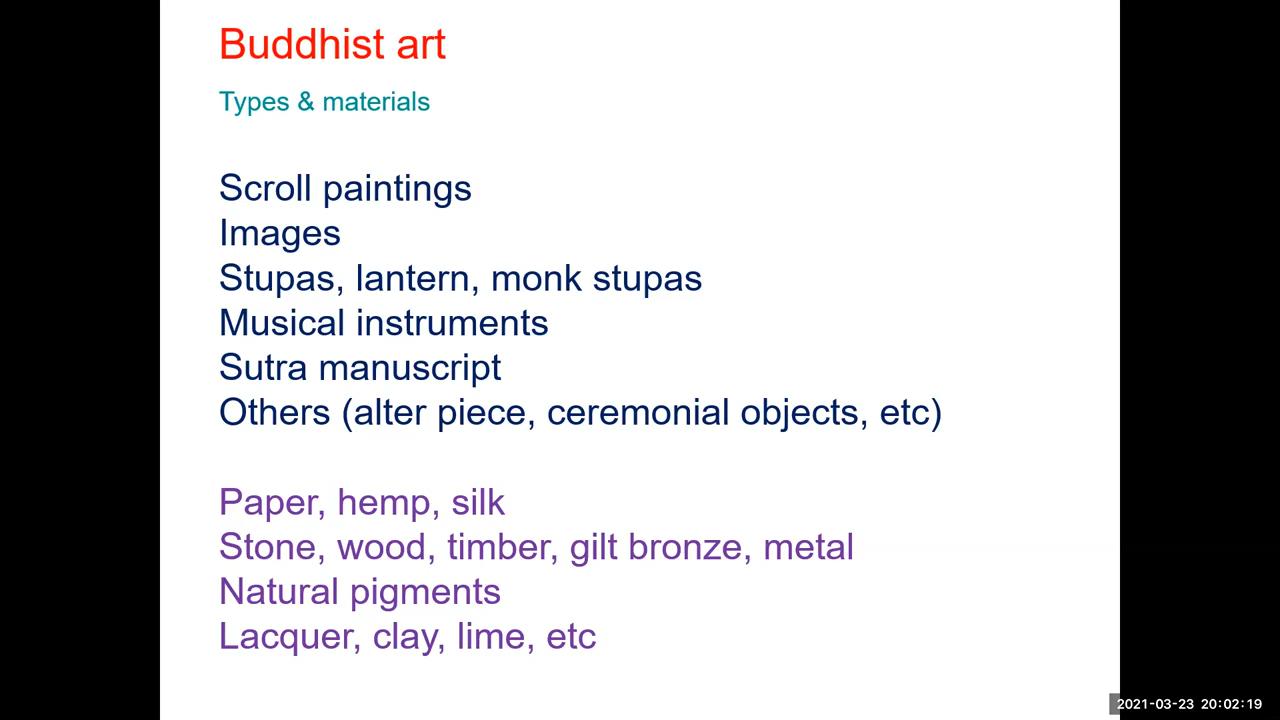 Buddhist art
Types & materials
Scroll paintings
Images
Stupas, lantern, monk stupas
Musical instruments
Sutra manuscript
Others (alter piece, ceremonial objects, etc)
Paper, hemp, silk
Stone, wood, timber, gilt bronze, metal
Natural pigments
Lacquer, clay, lime, etc
2021-03-23 20:02:19